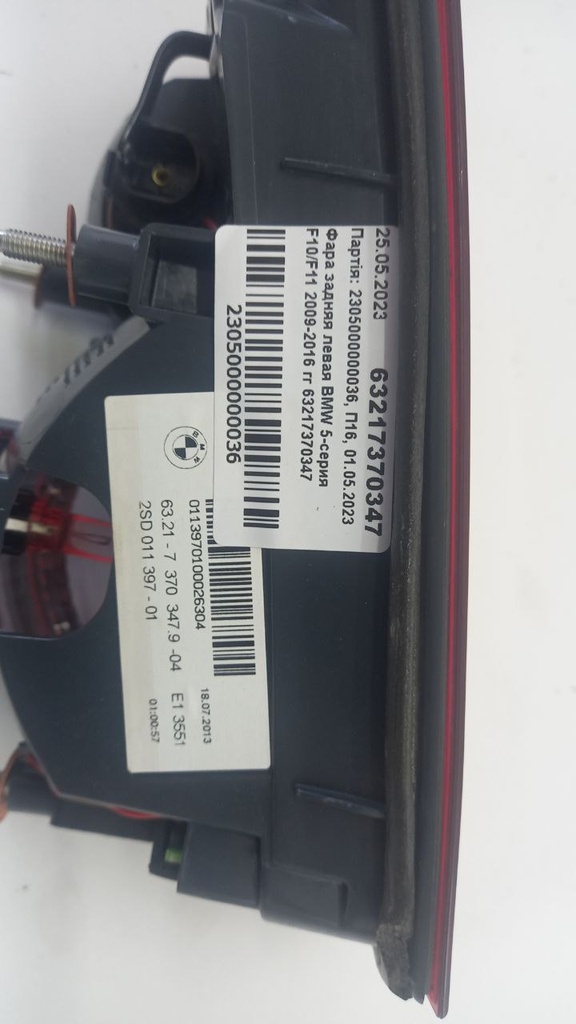 25.05.2023 63217370347
Партія: 2305000000036, П16, 01.05.2023
Фара задняя левая BMW 5-серия
F10/F11 2009-2016 гг 63217370347
2305000000036
BMW
0113970100026304
18.07.2013
63.21 - 7 370 347.9 - 04 E1 3551
2SD 011 397 - 01
01:00:57